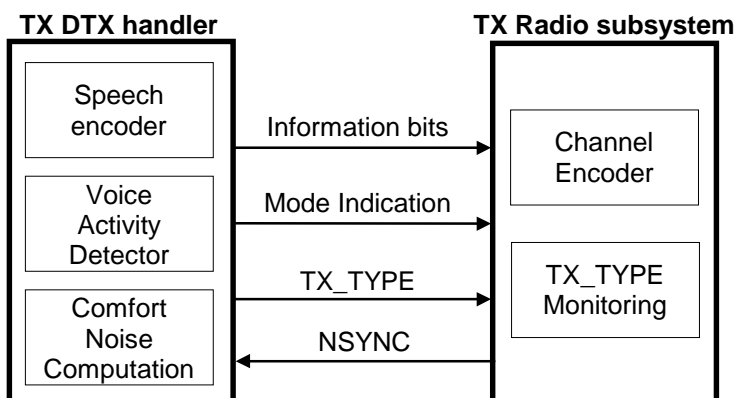 TX DTX handler
TX Radio subsystem
Speech
encoder
Information bits
Channel
Encoder
Voice
Activity
Detector
Mode Indication
TX_TYPE
TX_TYPE
Monitoring
Comfort
Noise
Computation
NSYNC